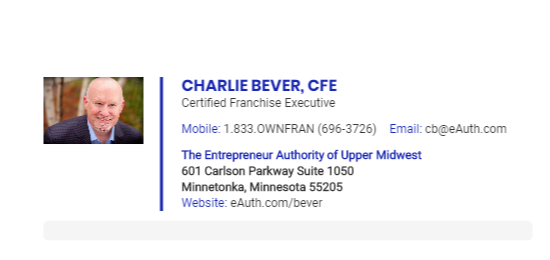 CHARLIE BEVER, CFE
Certified Franchise Executive
Mobile: 1.833.OWNFRAN (696-3726) Email: cb@eAuth.com
The Entrepreneur Authority of Upper Midwest
601 Carlson Parkway Suite 1050
Minnetonka, Minnesota 55205
Website: eAuth.com/bever